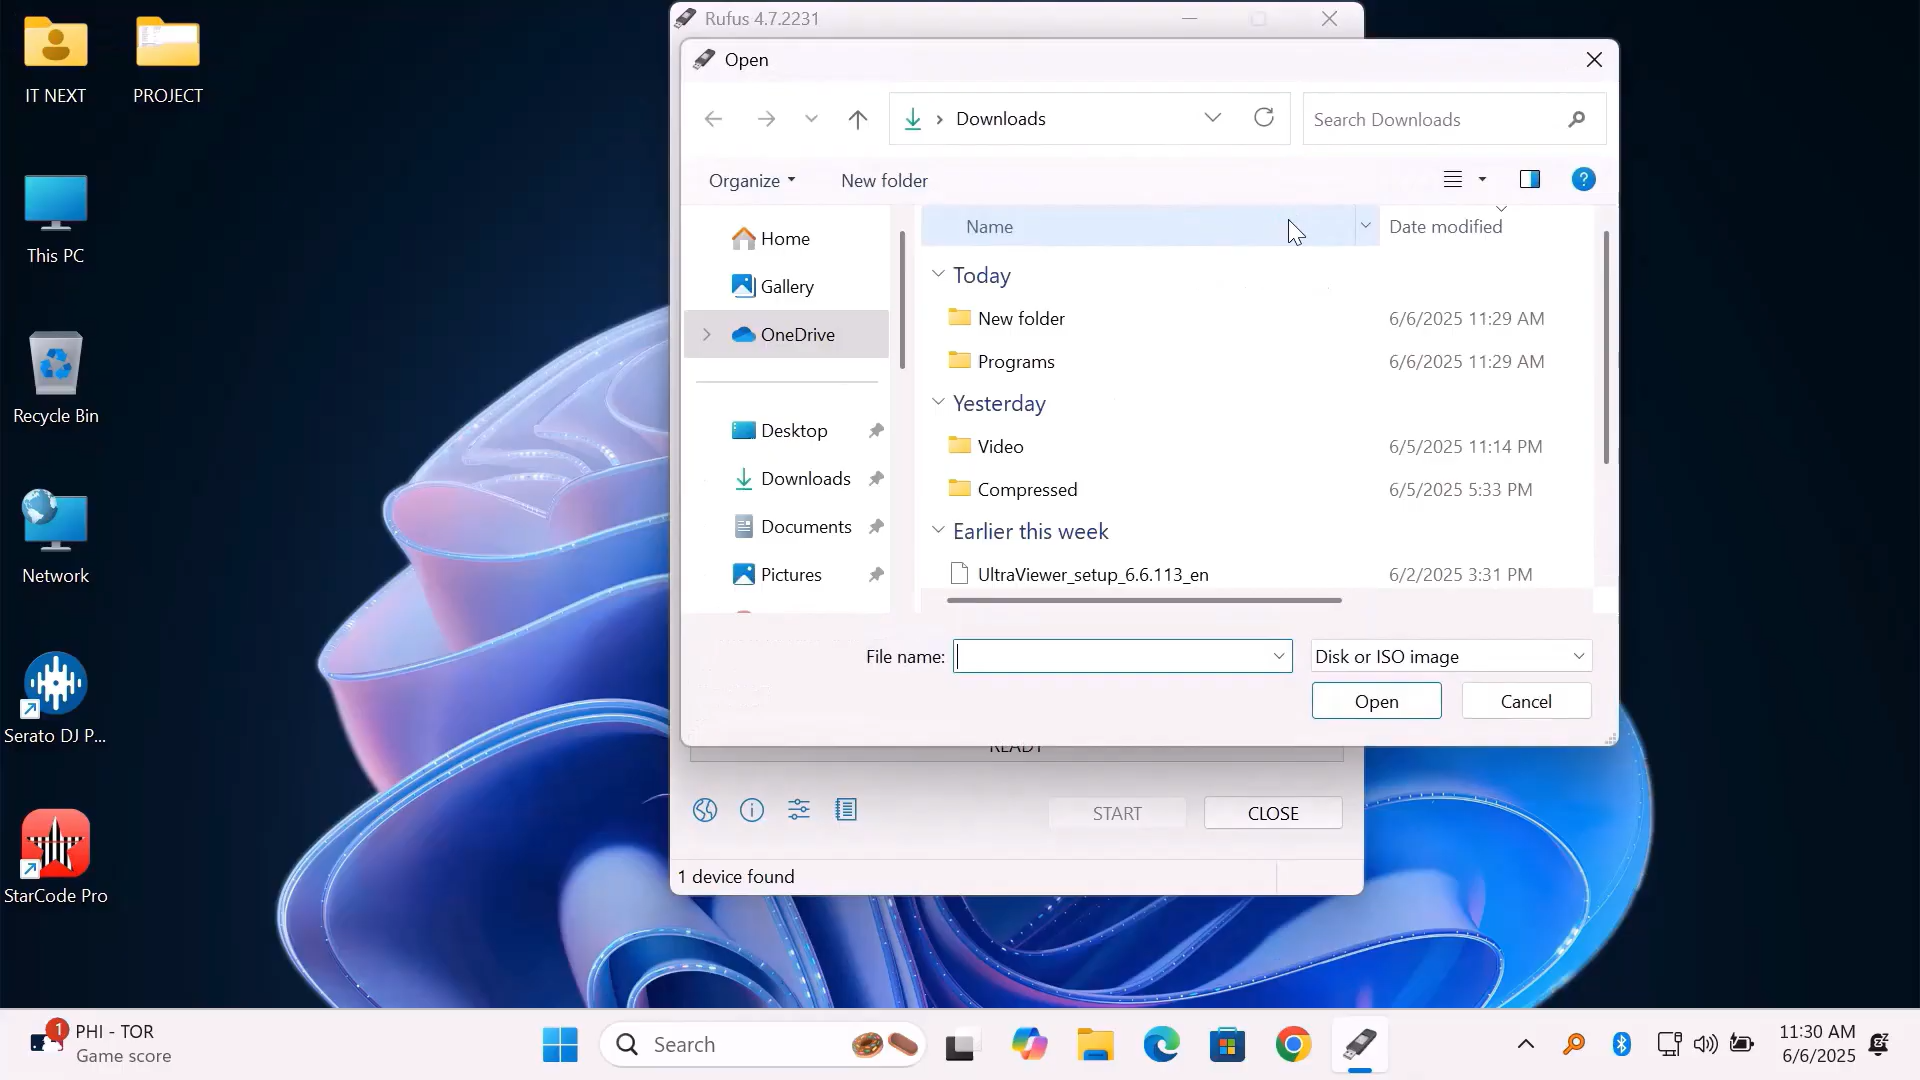 IT NEXT
PROJECT
This PC
Recycle Bin
Network
Serato DJ P...
StarCode Pro
Rufus 4.7.2231
Open
Downloads
Search Downloads
Organize
New folder
?
Name
Date modified
Home
Gallery
OneDrive
Desktop
Downloads
Documents
Pictures
Today
New folder 6/6/2025 11:29 AM
Programs 6/6/2025 11:29 AM
Yesterday
Video 6/5/2025 11:14 PM
Compressed 6/5/2025 5:33 PM
Earlier this week
UltraViewer_setup_6.6.113_en 6/2/2025 3:31 PM
File name:
Disk or ISO image
Open
Cancel
READY
START
CLOSE
1 device found
1
PHI - TOR
Game score
Search
11:30 AM
6/6/2025